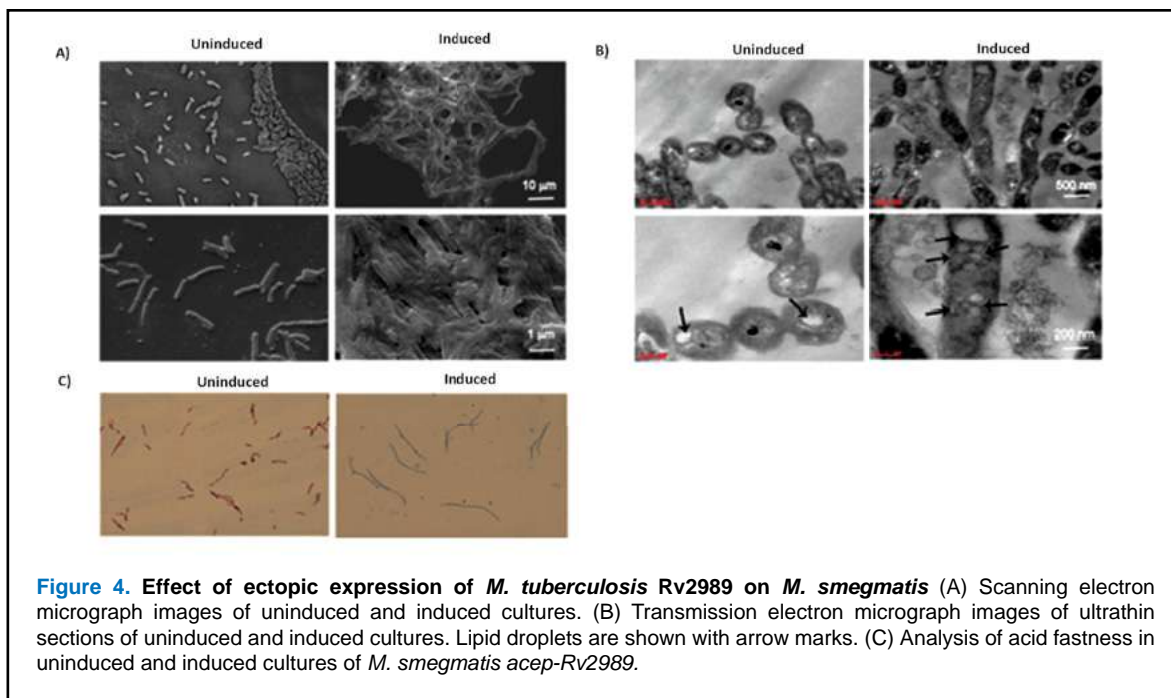 A)
Uninduced
Induced
B)
Uninduced
Induced
10 µm
500 nm
1 µm
200 nm
C)
Uninduced
Induced
Figure 4. Effect of ectopic expression of M. tuberculosis Rv2989 on M. smegmatis (A) Scanning electron
micrograph images of uninduced and induced cultures. (B) Transmission electron micrograph images of ultrathin
sections of uninduced and induced cultures. Lipid droplets are shown with arrow marks. (C) Analysis of acid fastness in
uninduced and induced cultures of M. smegmatis acep-Rv2989.